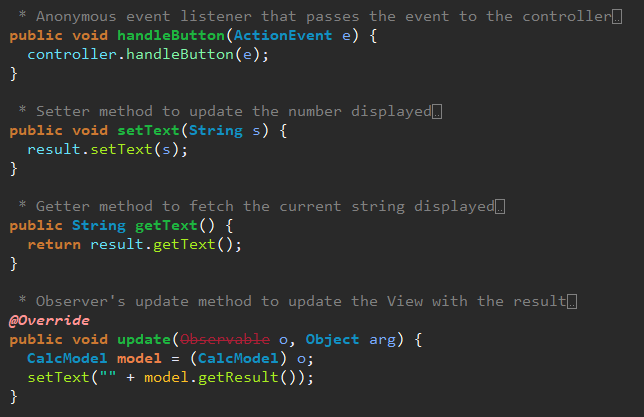 * Anonymous event listener that passes the event to the controller..
public void handleButton(ActionEvent e) {
controller.handleButton(e);
}
* Setter method to update the number displayed..
public void setText(String s) {
result.setText(s);
}
* Getter method to fetch the current string displayed..
public String getText() {
return result.getText();
}
* Observer's update method to update the View with the result..
@Override
public void update(Observable o, Object arg) {
CalcModel model = (CalcModel) o;
setText("" + model.getResult());
}